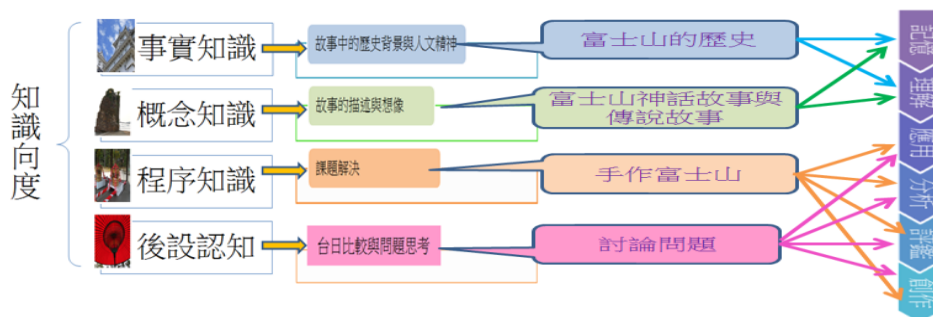 知識向度
事實知識
故事中的歷史背景與人文精神
富士山的歷史
概念知識
故事的描述與想像
富士山神話故事與
傳說故事
程序知識
課題解決
手作富士山
後設認知
台日比較與問題思考
討論問題
記憶
理解
應用
分析
評鑑
創作